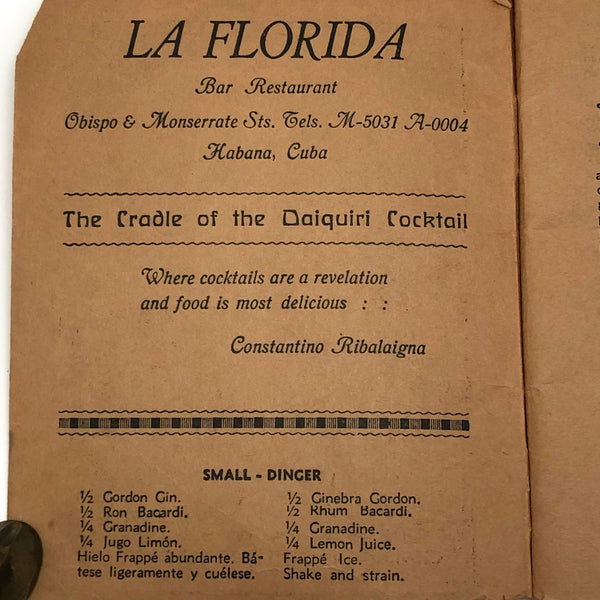 LA FLORIDA
Bar Restaurant
Obispo & Monserrate Sts. Tels. M-5031 A-0004
Habana, Cuba
The Cradle of the Daiquiri Cocktail
Where cocktails are a revelation
and food is most delicious : :
Constantino Ribalaigna
SMALL - DINGER
½ Gordon Gin.
½ Ron Bacardi.
¼ Granadine.
¼ Jugo Limón.
Hielo Frappé abundante. Bá-
tese ligeramente y cuélese.
½ Ginebra Gordon.
½ Rhum Bacardi.
¼ Granadine.
¼ Lemon Juice.
Frappé Ice.
Shake and strain.